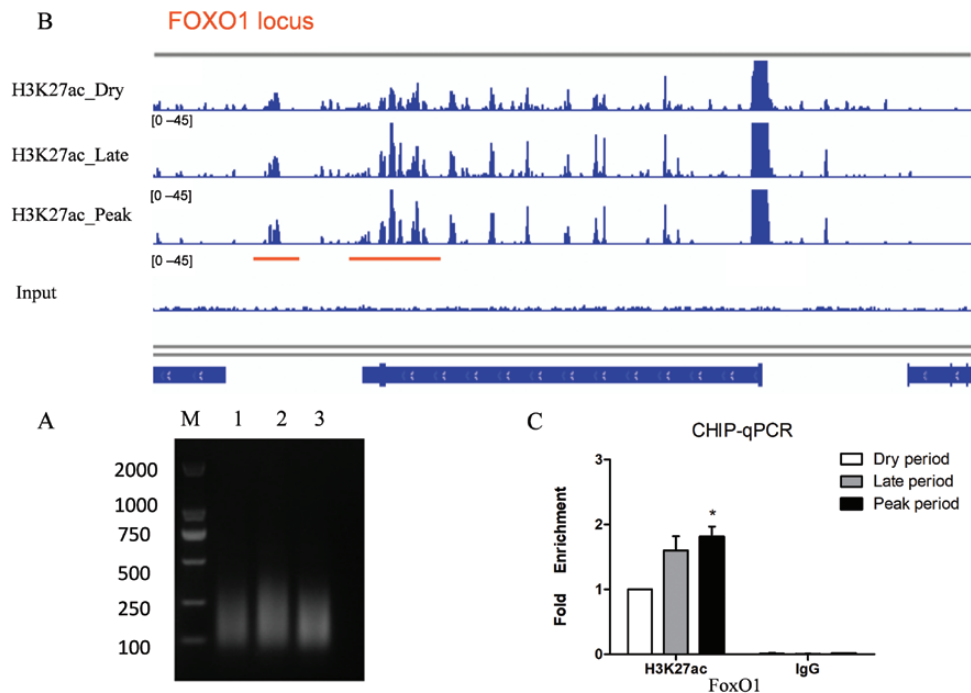 B
FOXO1 locus
H3K27ac_Dry
[0 –45]
H3K27ac_Late
[0 –45]
H3K27ac_Peak
[0 –45]
Input
A
M 1 2 3
2000
1000
750
500
250
100
C
CHIP-qPCR
Fold Enrichment
3
2
1
0
Dry period
Late period
Peak period
*
H3K27ac
IgG
FoxO1